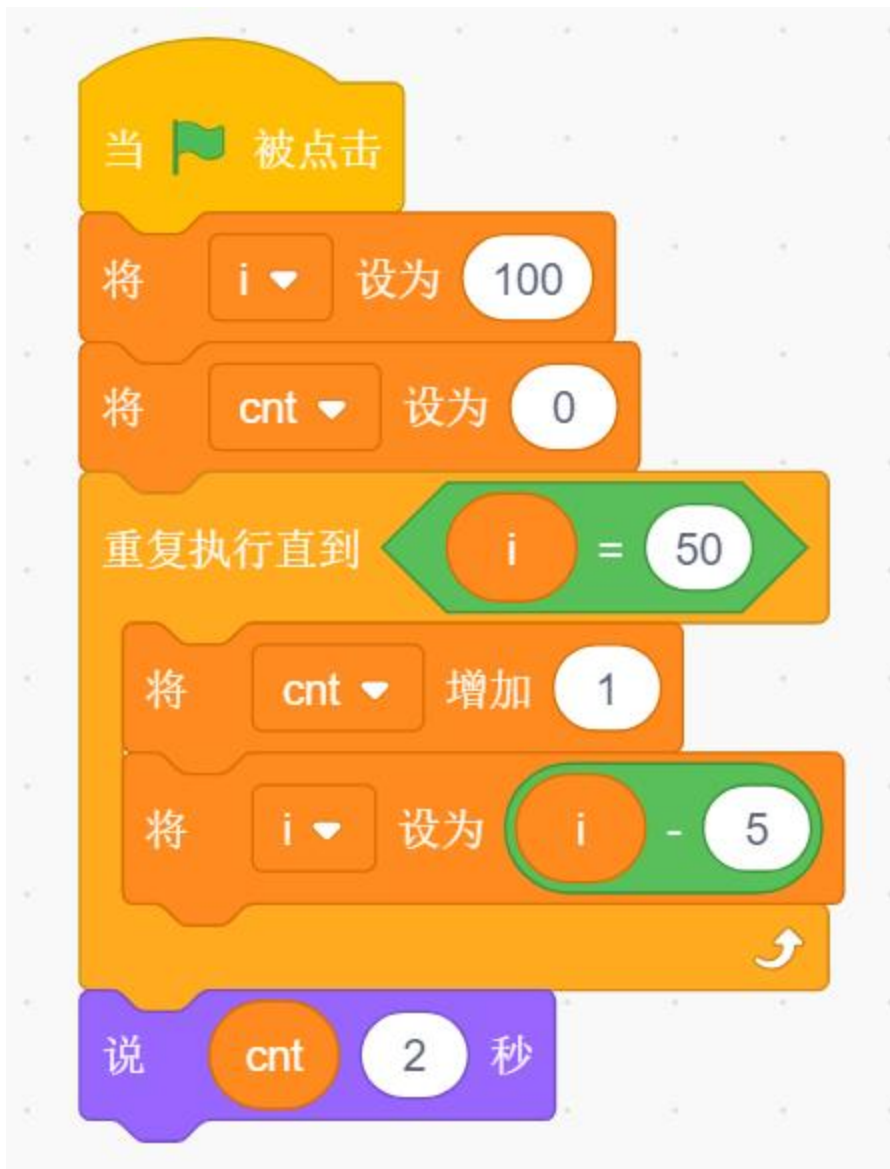 当 被点击
将 i 设为 100
将 cnt 设为 0
重复执行直到 i = 50
将 cnt 增加 1
将 i 设为 i - 5
说 cnt 2 秒